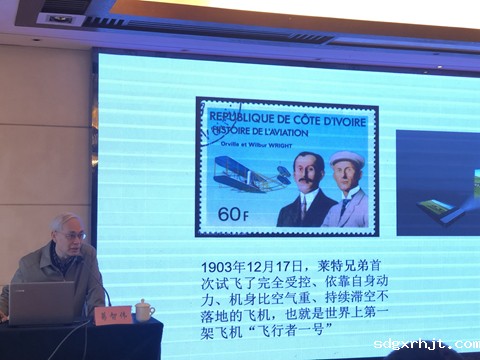 REPUBLIQUE DE CÔTE D'IVOIRE
HISTOIRE DE L'AVIATION
Orville et Wilbur WRIGHT
60F
1903年12月17日，莱特兄弟首
次试飞了完全受控、依靠自身动
力、机身比空气重、持续滞空不
落地的飞机，也就是世界上第一
架飞机“飞行者一号”
sdgxrhjt.com